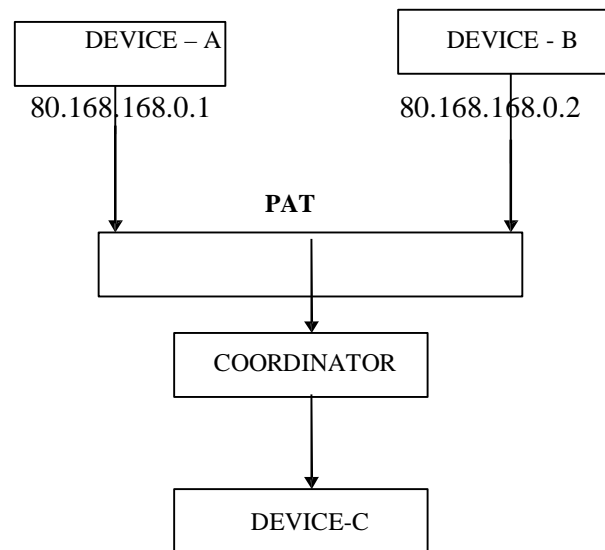 DEVICE – A
DEVICE - B
80.168.168.0.1
80.168.168.0.2
PAT
COORDINATOR
DEVICE-C